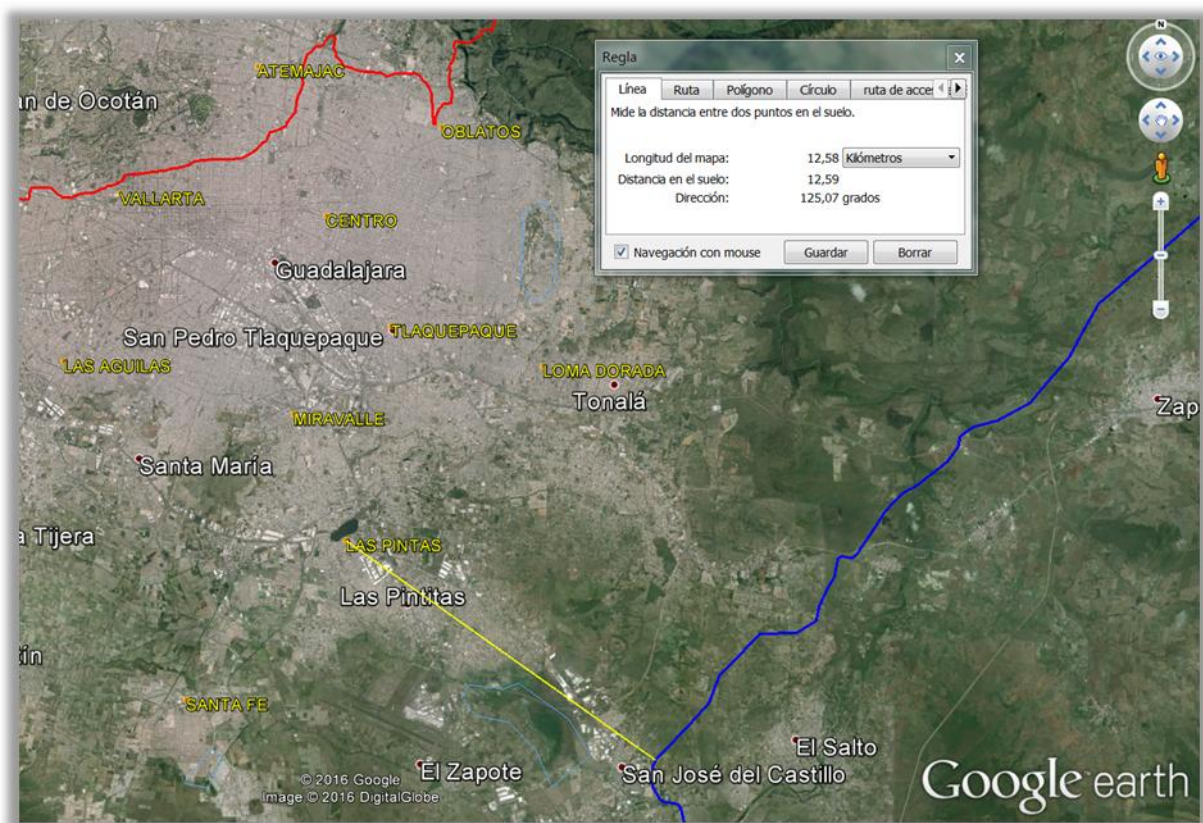 ATEMAJAC
an de Ocotán
OBLATOS
VALLARTA
CENTRO
Guadalajara
San Pedro Tlaquepaque
TLAQUEPAQUE
LAS AGUILAS
LOMA DORADA
Tonalá
MIRAVALLE
Santa María
a Tijera
LAS PINTAS
Las Pintitas
ín
SANTA FE
El Zapote
El Salto
San José del Castillo
Zap
Regla
Línea Ruta Polígono Círculo ruta de acces
Mide la distancia entre dos puntos en el suelo.
Longitud del mapa: 12,58 Kilómetros
Distancia en el suelo: 12,59
Dirección: 125,07 grados
Navegación con mouse Guardar Borrar
N
© 2016 Google
Image © 2016 DigitalGlobe
Google earth